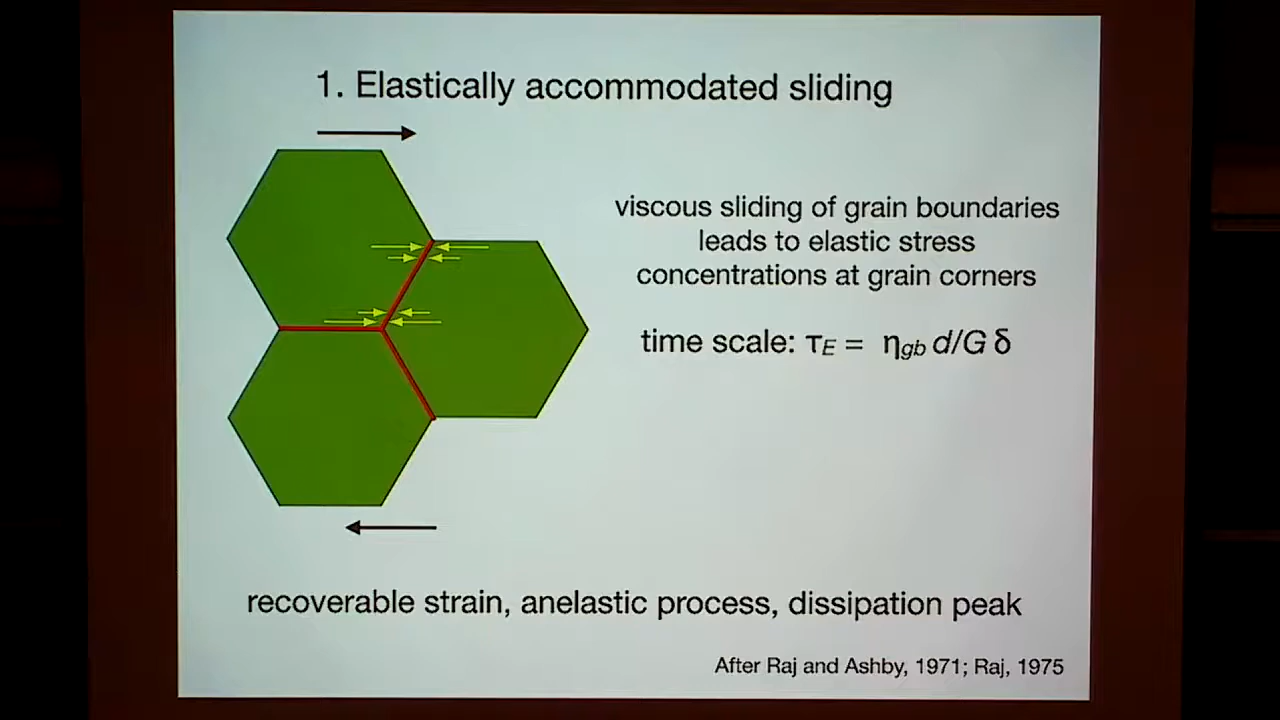 1. Elastically accommodated sliding
viscous sliding of grain boundaries
leads to elastic stress
concentrations at grain corners
time scale: τE = ηgb d/G δ
recoverable strain, anelastic process, dissipation peak
After Raj and Ashby, 1971; Raj, 1975